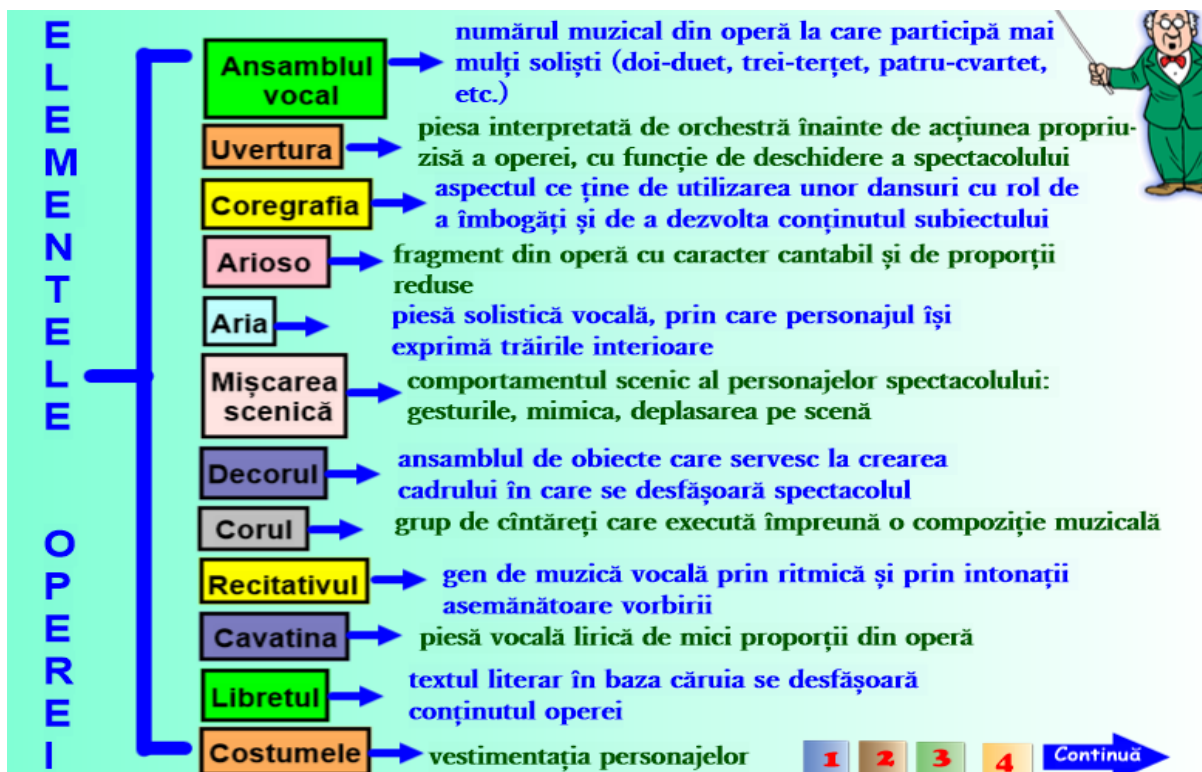 ELEMENTELE OPEREI
Ansamblul
vocal
numărul muzical din operă la care participă mai
mulți soliști (doi-duet, trei-terțet, patru-cvartet,
etc.)
Uvertura
piesa interpretată de orchestră înainte de acțiunea propriu-
zisă a operei, cu funcție de deschidere a spectacolului
Coregrafia
aspectul ce ține de utilizarea unor dansuri cu rol de
a îmbogăți și de a dezvolta conținutul subiectului
Arioso
fragment din operă cu caracter cantabil și de proporții
reduse
Aria
piesă solistică vocală, prin care personajul își
exprimă trăirile interioare
Mișcarea
scenică
comportamentul scenic al personajelor spectacolului:
gesturile, mimica, deplasarea pe scenă
Decorul
ansamblul de obiecte care servesc la crearea
cadrului în care se desfășoară spectacolul
Corul
grup de cîntăreți care execută împreună o compoziție muzicală
Recitativul
gen de muzică vocală prin ritmică și prin intonații
asemănătoare vorbirii
Cavatina
piesă vocală lirică de mici proporții din operă
Libretul
textul literar în baza căruia se desfășoară
conținutul operei
Costumele
vestimentația personajelor
1 2 3 4 Continuă